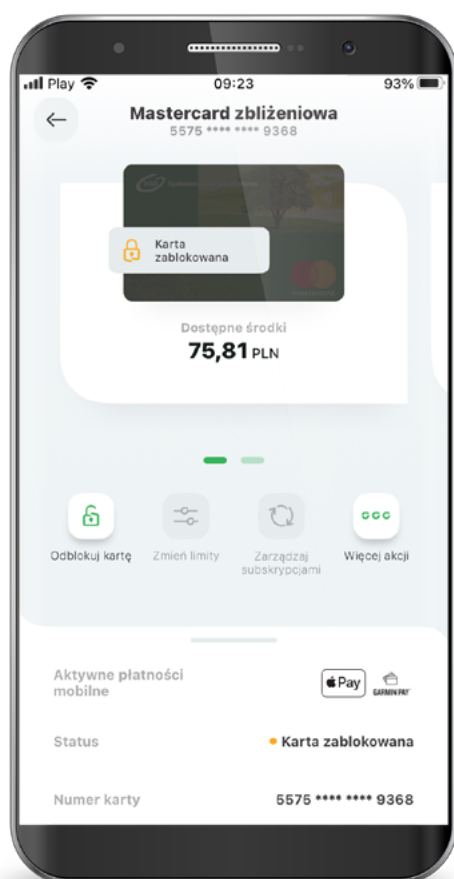 Play 09:23 93%
Mastercard zbliżeniowa
5575 **** **** 9368
Karta
zablokowana
Dostępne środki
75,81 PLN
Odblokuj kartę
Zmień limity
Zarządzaj
subskrypcjami
Więcej akcji
Aktywne płatności
mobilne
Pay
GARMIN PAY
Status
Karta zablokowana
Numer karty
5575 **** **** 9368